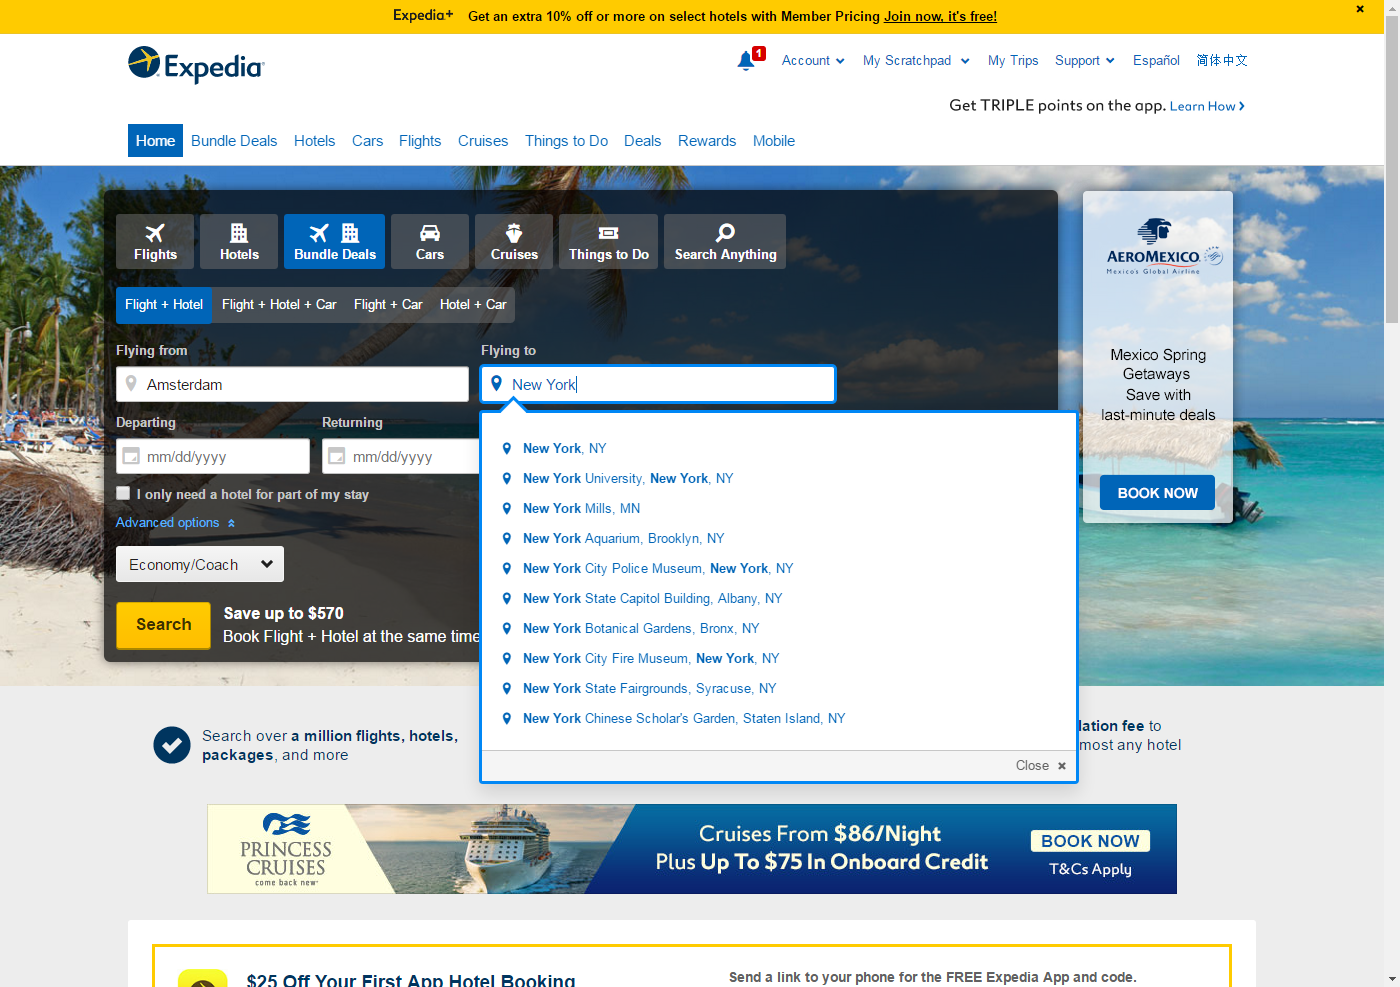 Expedia+ Get an extra 10% off or more on select hotels with Member Pricing Join now, it's free!
Expedia
1 Account My Scratchpad My Trips Support Español 简体中文
Get TRIPLE points on the app. Learn How
Home Bundle Deals Hotels Cars Flights Cruises Things to Do Deals Rewards Mobile
Flights Hotels Bundle Deals Cars Cruises Things to Do Search Anything
Flight + Hotel Flight + Hotel + Car Flight + Car Hotel + Car
Flying from
Amsterdam
Flying to
New York
Departing
mm/dd/yyyy
Returning
mm/dd/yyyy
I only need a hotel for part of my stay
Advanced options
Economy/Coach
Search
Save up to $570
Book Flight + Hotel at the same time
New York, NY
New York University, New York, NY
New York Mills, MN
New York Aquarium, Brooklyn, NY
New York City Police Museum, New York, NY
New York State Capitol Building, Albany, NY
New York Botanical Gardens, Bronx, NY
New York City Fire Museum, New York, NY
New York State Fairgrounds, Syracuse, NY
New York Chinese Scholar's Garden, Staten Island, NY
Close
AEROMEXICO
Mexico's Global Airline
Mexico Spring
Getaways
Save with
last-minute deals
BOOK NOW
Search over a million flights, hotels,
packages, and more
lation fee to
most any hotel
PRINCESS
CRUISES
come back new
Cruises From $86/Night
Plus Up To $75 In Onboard Credit
BOOK NOW
T&Cs Apply
$25 Off Your First App Hotel Booking
Send a link to your phone for the FREE Expedia App and code.